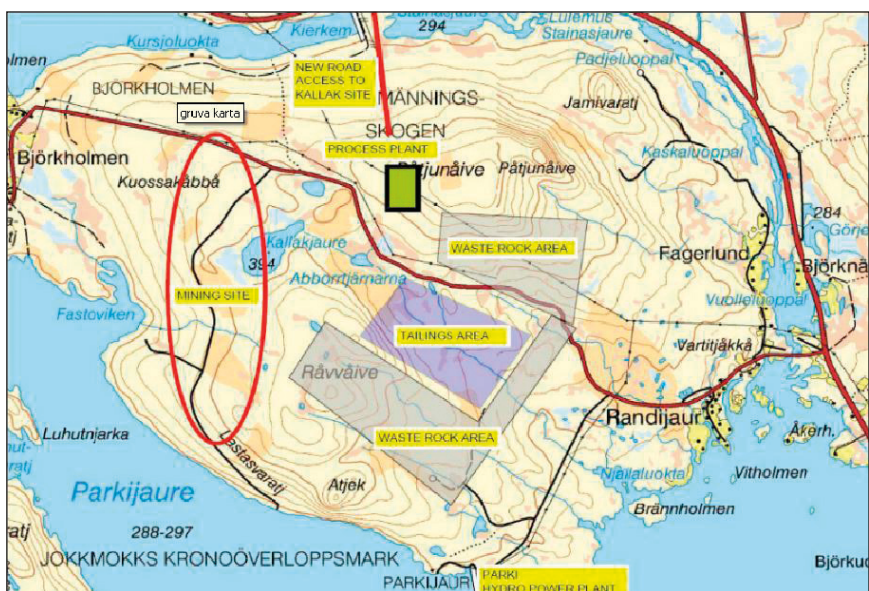 Stainasjaure
294
Lulemus
Stainasjaure
Kursjoluokta
Kierkem
Padjeluoppal
NEW ROAD
ACCESS TO
KALLAK SITE
BJÖRKHOLMEN
MÄNNINGS-
SKOGEN
Jamivaratj
gruva karta
PROCESS PLANT
Björkholmen
Kuossakåbbå
Påtjunåive
Kaskaluoppal
284
Görje
WASTE ROCK AREA
Fagerlund
Björknä
Kallakjaure
394
Abborrtjärnarna
MINING SITE
Vuolleluoppal
Fastoviken
TAILINGS AREA
Vartitjåkkå
Råvvåive
Randijaur
Luhutnjarka
WASTE ROCK AREA
Åkerh.
Lastasvaratj
Njallaluokta
Vitholmen
Parkijaure
Atjek
Brännholmen
288-297
JOKKMOKKS KRONOÖVERLOPPSMARK
Björkud
PARKIJAUR
PARKI
HYDRO POWER PLANT